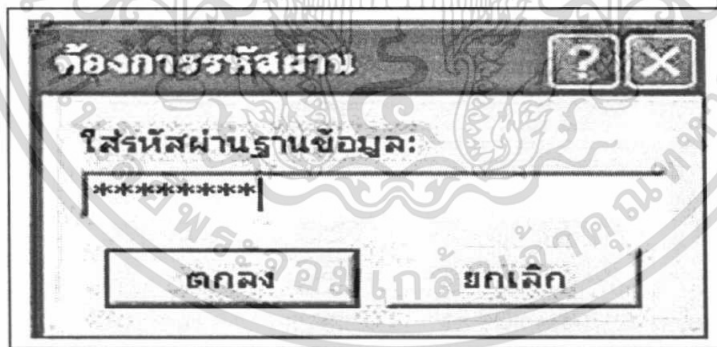 ต้องการรหัสผ่าน
ใส่รหัสผ่านฐานข้อมูล:
********
ตกลง ยกเลิก